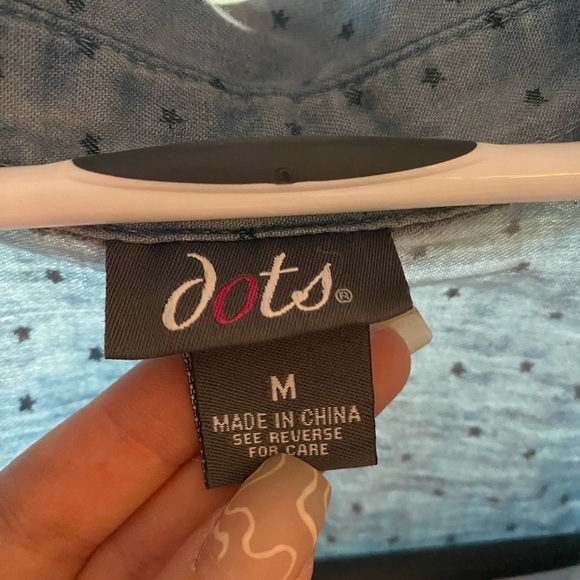 dots®
M
MADE IN CHINA
SEE REVERSE
FOR CARE